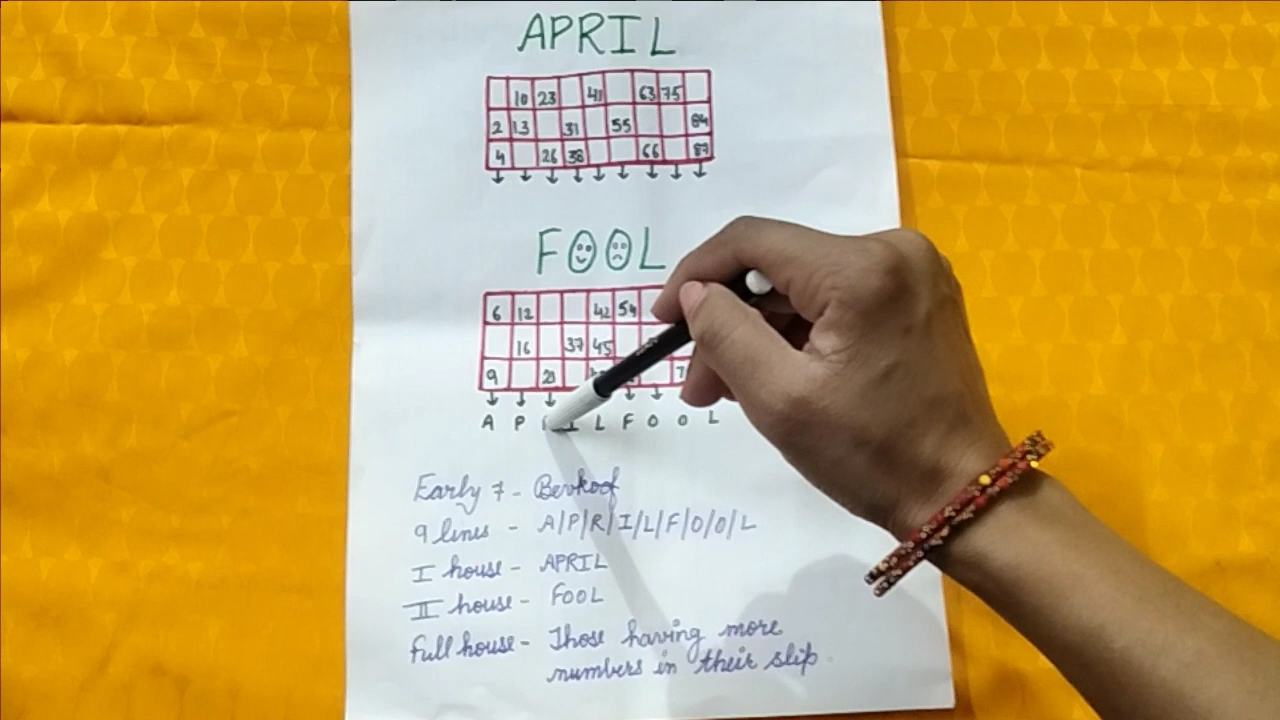 APRIL
10 23 41 63 75
2 13 31 55 84
4 26 38 66 87
FOOL
6 12 42 54
16 37 45
9
A P L F O O L
Early 7 - Bevkoof
9 lines - A/P/R/I/L/F/O/O/L
I house - APRIL
II house - FOOL
Full house - Those having more
numbers in their slip.